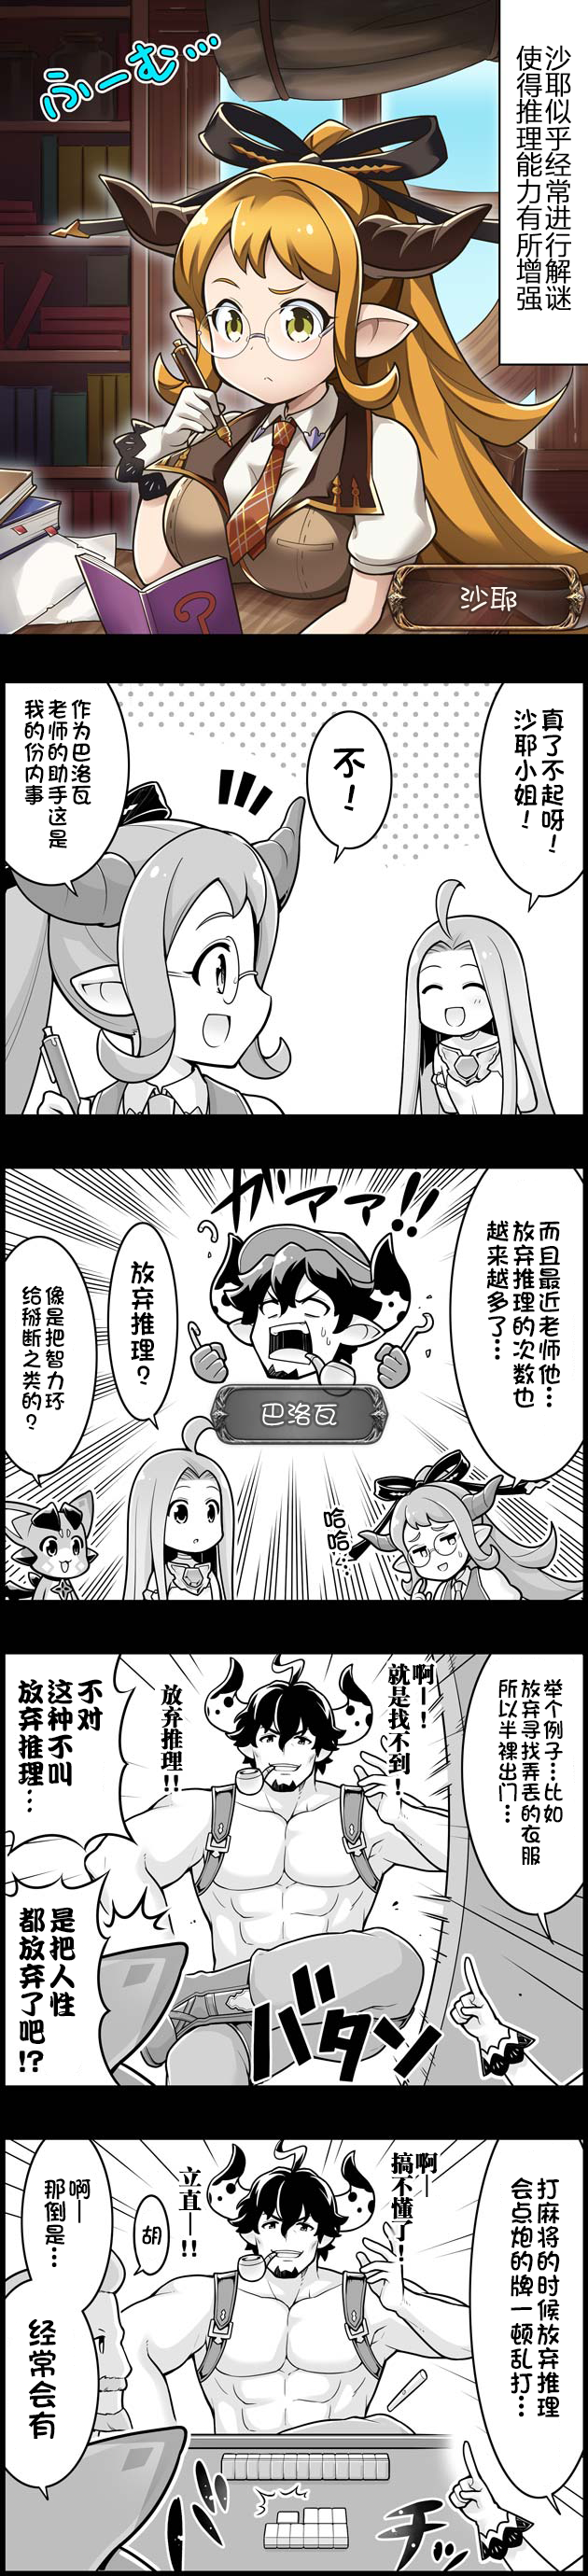 沙耶似乎经常进行解谜
使得推理能力有所增强
ふーむ…
沙耶
真了不起呀！
沙耶小姐！
不！
作为巴洛瓦
老师的助手这是
我的份内事
而且最近老师他…
放弃推理的次数也
越来越多了…
ガァァァ!!
放弃推理？
像是把智力环
给掰断之类的？
巴洛瓦
哈哈…
举个例子…比如
放弃寻找弄丢的衣服
所以半裸出门…
啊ー！
就是找不到！
放弃推理！！
不对
这种不叫
放弃推理…
是把人性
都放弃了吧!?
バタン
打麻将的时候放弃推理
会点炮的牌一顿乱打…
啊ー
搞不懂了！
立直ー！！
胡
啊ー
那倒是…
经常会有
チッ